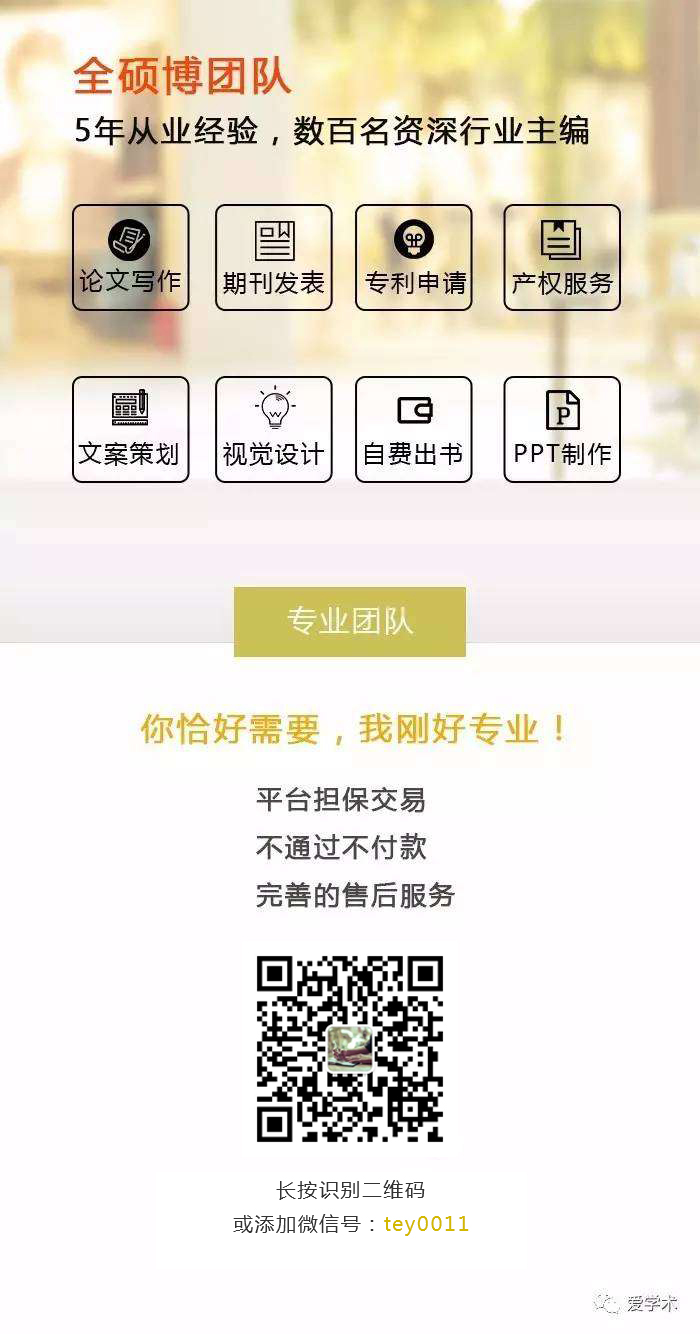 全硕博团队
5年从业经验，数百名资深行业主编
论文写作 期刊发表 专利申请 产权服务
文案策划 视觉设计 自费出书 PPT制作
专业团队
你恰好需要，我刚好专业！
平台担保交易
不通过不付款
完善的售后服务
长按识别二维码
或添加微信号：tey0011
爱学术